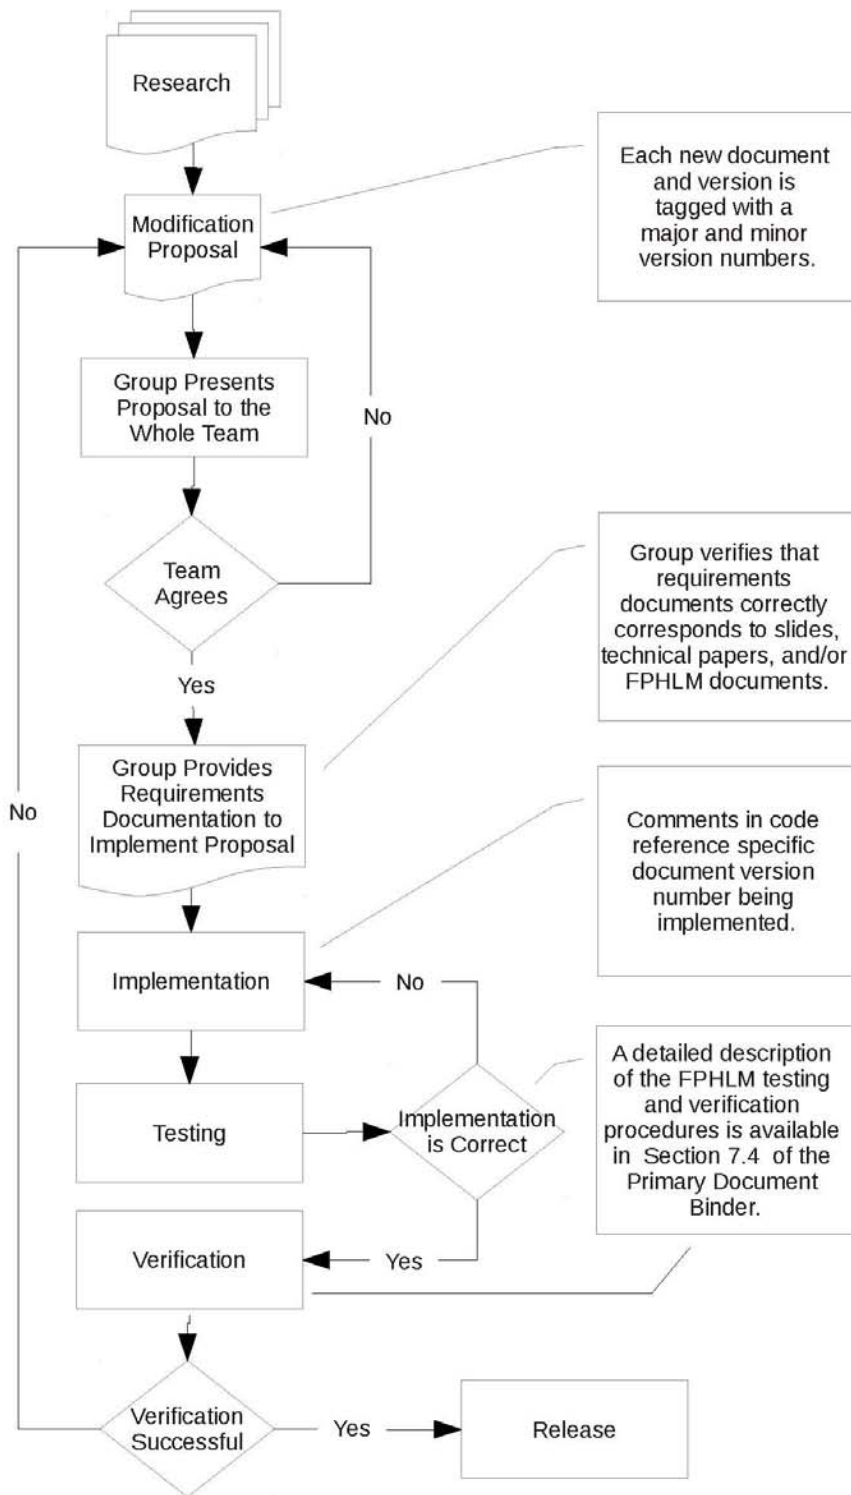 Research
Each new document
and version is
tagged with a
major and minor
version numbers.
Modification
Proposal
Group Presents
Proposal to the
Whole Team
No
Team
Agrees
Yes
Group verifies that
requirements
documents correctly
corresponds to slides,
technical papers, and/or
FPHLM documents.
Group Provides
Requirements
Documentation to
Implement Proposal
No
Comments in code
reference specific
document version
number being
implemented.
Implementation
No
Testing
Implementation
is Correct
A detailed description
of the FPHLM testing
and verification
procedures is available
in Section 7.4 of the
Primary Document
Binder.
Verification
Yes
Verification
Successful
Yes
Release